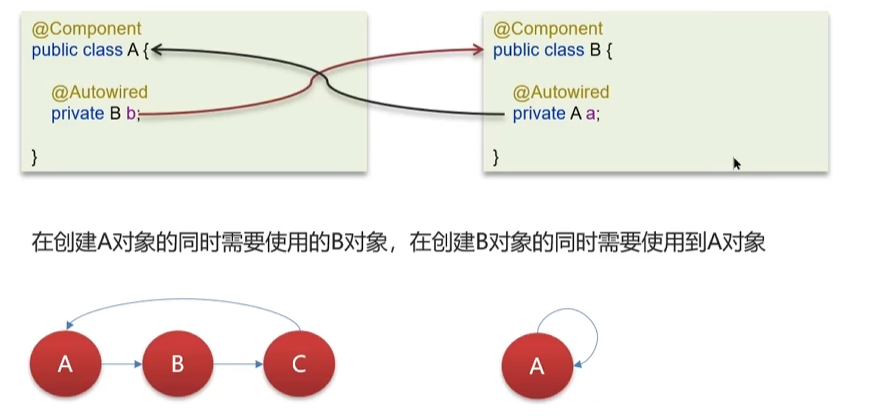 @Component
public class A {
@Autowired
private B b;
}
@Component
public class B {
@Autowired
private A a;
}
在创建A对象的同时需要使用的B对象，在创建B对象的同时需要使用到A对象
A
B
C
A